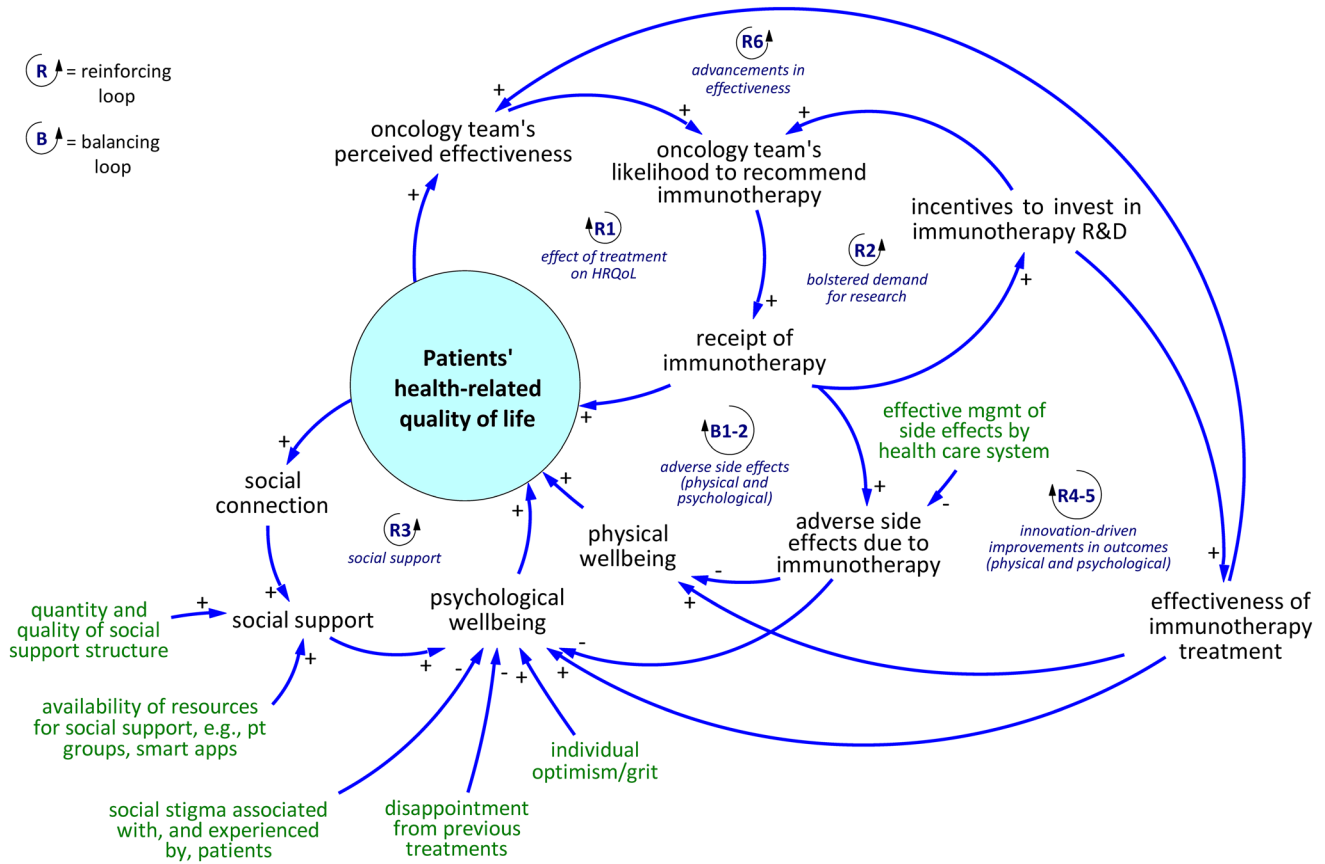 R = reinforcing
loop
B = balancing
loop
R6
advancements in
effectiveness
+
+
+
oncology team's
perceived effectiveness
oncology team's
likelihood to recommend
immunotherapy
incentives to invest in
immunotherapy R&D
+
R1
effect of treatment
on HRQoL
R2
bolstered demand
for research
+
+
receipt of
immunotherapy
Patients'
health-related
quality of life
+
B1-2
adverse side effects
(physical and
psychological)
effective mgmt of
side effects by
health care system
+
-
R4-5
innovation-driven
improvements in outcomes
(physical and psychological)
+
social
connection
+
+
R3
social support
physical
wellbeing
adverse side
effects due to
immunotherapy
-
+
+
effectiveness of
immunotherapy
treatment
quantity and
quality of social
support structure
+
+
social support
+
psychological
wellbeing
+
-
-
+
-
+
availability of resources
for social support, e.g., pt
groups, smart apps
individual
optimism/grit
social stigma associated
with, and experienced
by, patients
disappointment
from previous
treatments